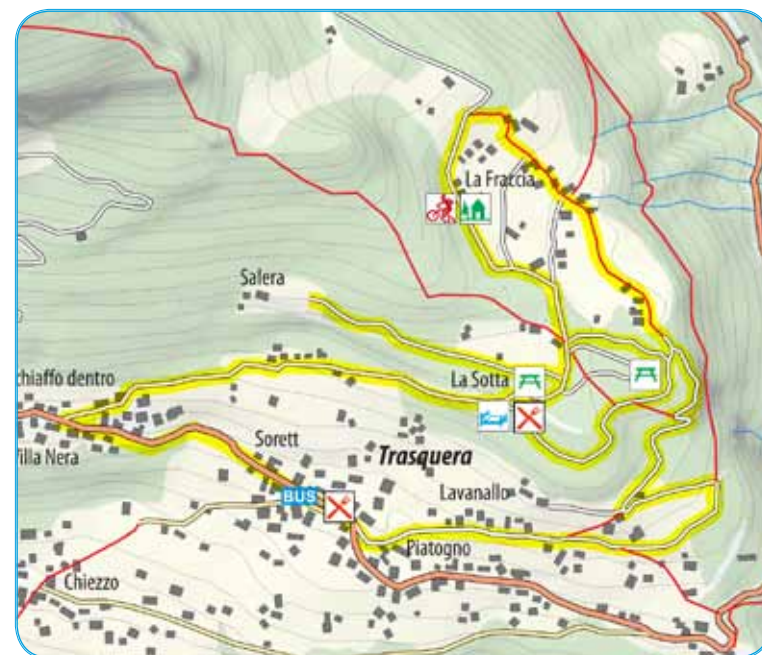 La Fraccia
Salera
chiaffo dentro
La Sotta
Villa Nera
Sorett
Trasquera
BUS
Lavanallo
Piatogno
Chiezzo